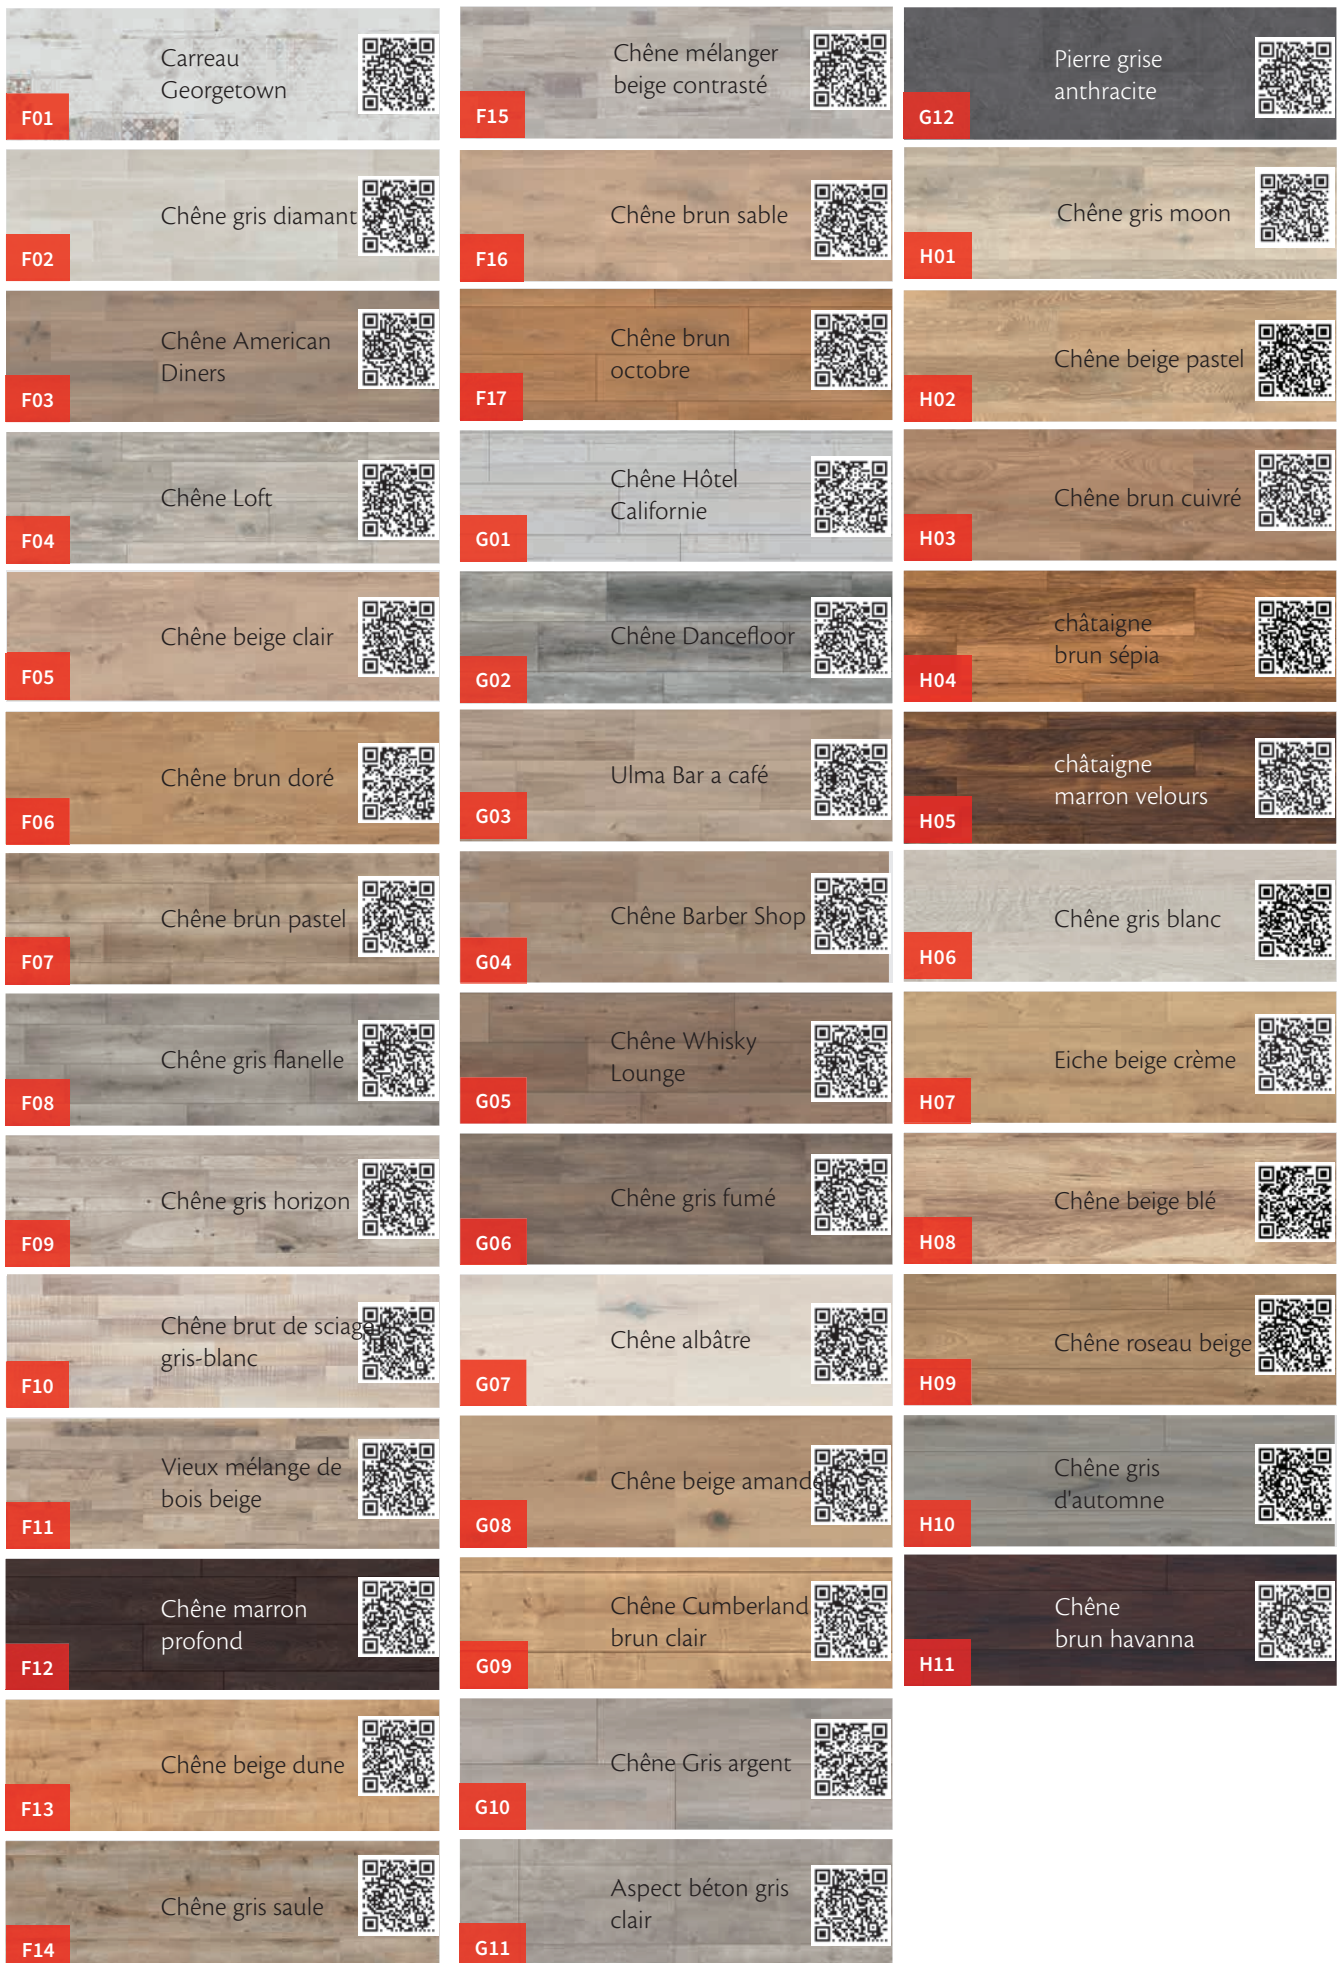 Carreau
Georgetown
F01
Chêne gris diamant
F02
Chêne American
Diners
F03
Chêne Loft
F04
Chêne beige clair
F05
Chêne brun doré
F06
Chêne brun pastel
F07
Chêne gris flanelle
F08
Chêne gris horizon
F09
Chêne brut de sciage
gris-blanc
F10
Vieux mélange de
bois beige
F11
Chêne marron
profond
F12
Chêne beige dune
F13
Chêne gris saule
F14
Chêne mélanger
beige contrasté
F15
Chêne brun sable
F16
Chêne brun
octobre
F17
Chêne Hôtel
Californie
G01
Chêne Dancefloor
G02
Ulma Bar a café
G03
Chêne Barber Shop
G04
Chêne Whisky
Lounge
G05
Chêne gris fumé
G06
Chêne albâtre
G07
Chêne beige amande
G08
Chêne Cumberland
brun clair
G09
Chêne Gris argent
G10
Aspect béton gris
clair
G11
Pierre grise
anthracite
G12
Chêne gris moon
H01
Chêne beige pastel
H02
Chêne brun cuivré
H03
châtaigne
brun sépia
H04
châtaigne
marron velours
H05
Chêne gris blanc
H06
Eiche beige crème
H07
Chêne beige blé
H08
Chêne roseau beige
H09
Chêne gris
d'automne
H10
Chêne
brun havanna
H11